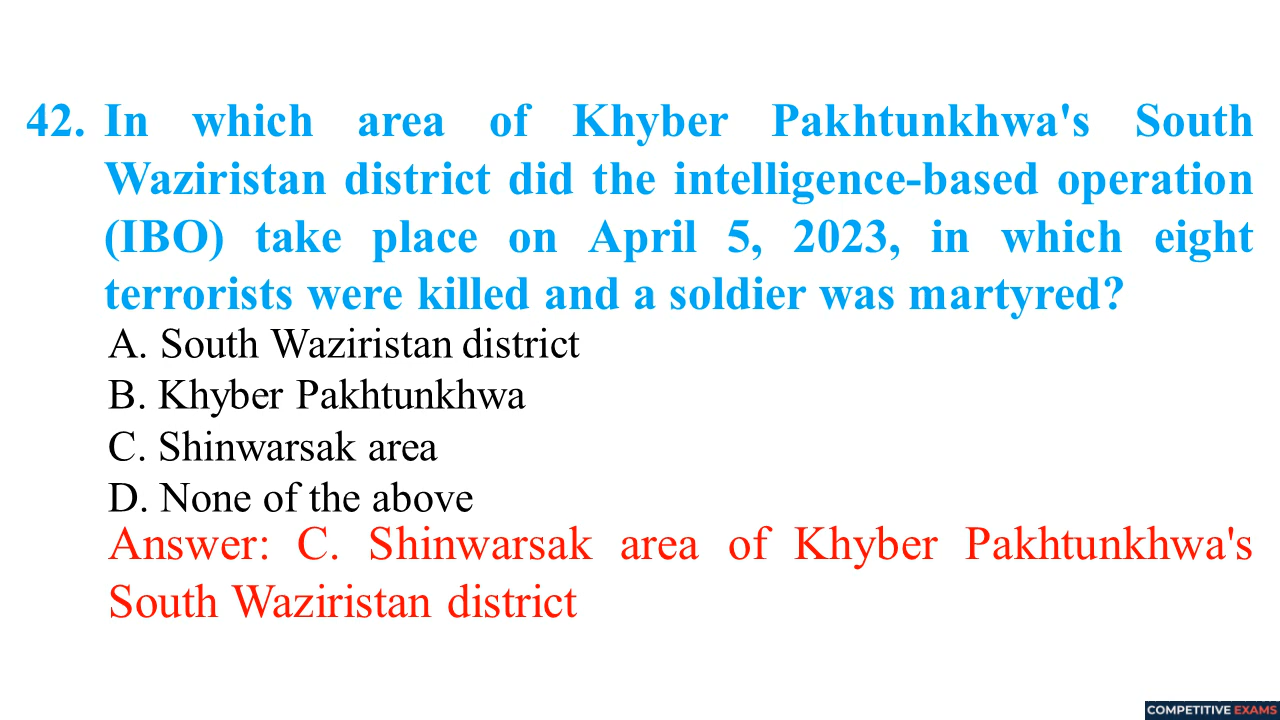 42. In which area of Khyber Pakhtunkhwa's South
Waziristan district did the intelligence-based operation
(IBO) take place on April 5, 2023, in which eight
terrorists were killed and a soldier was martyred?
A. South Waziristan district
B. Khyber Pakhtunkhwa
C. Shinwarsak area
D. None of the above
Answer: C. Shinwarsak area of Khyber Pakhtunkhwa's
South Waziristan district
COMPETITIVE EXAMS